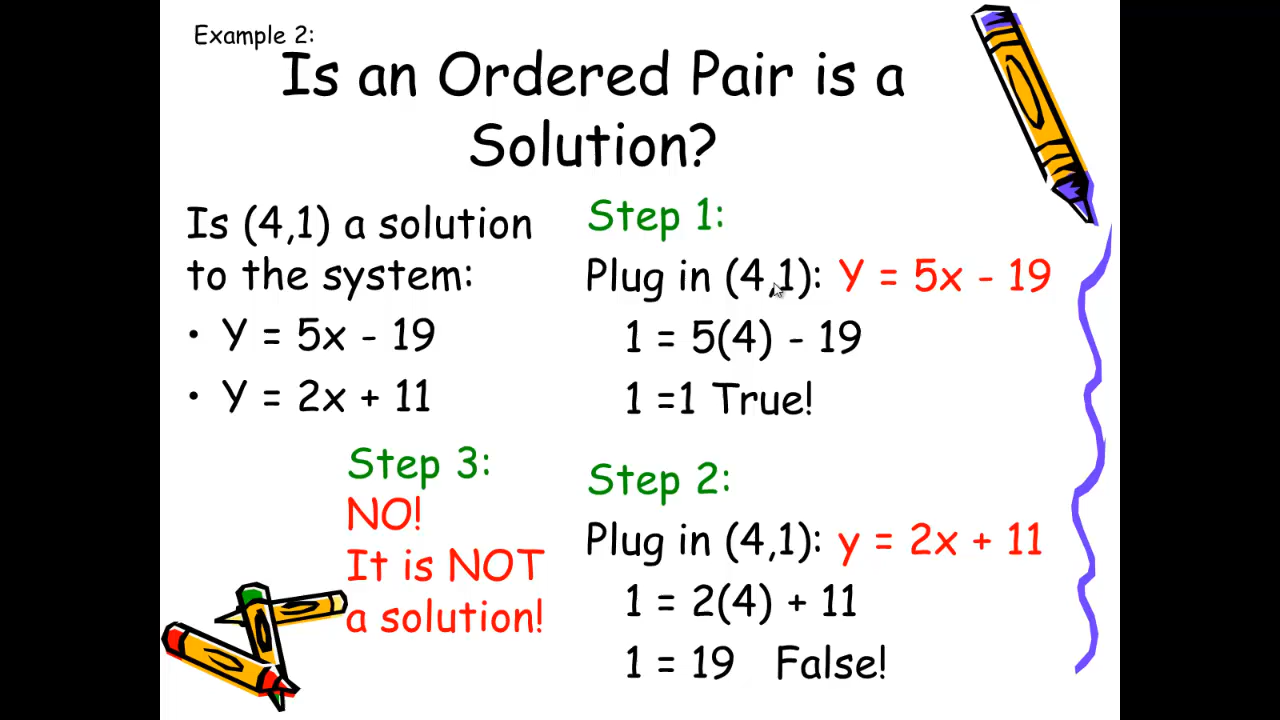 Example 2:
Is an Ordered Pair is a
Solution?
Is (4,1) a solution
to the system:
• Y = 5x - 19
• Y = 2x + 11
Step 1:
Plug in (4,1): Y = 5x - 19
1 = 5(4) - 19
1 =1 True!
Step 2:
Plug in (4,1): y = 2x + 11
1 = 2(4) + 11
1 = 19 False!
Step 3:
NO!
It is NOT
a solution!